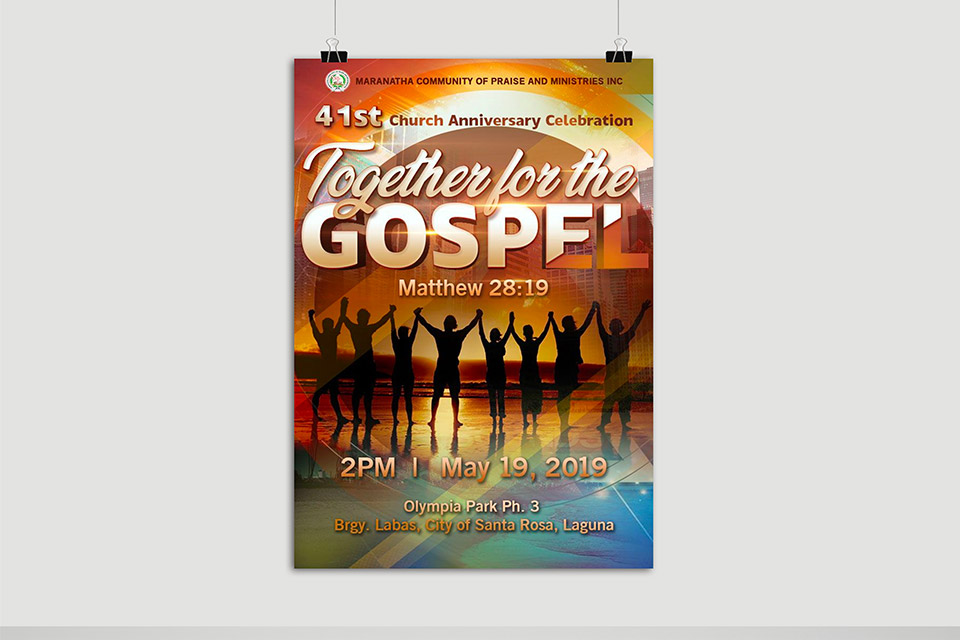 MARANATHA COMMUNITY OF PRAISE AND MINISTRIES INC
41st Church Anniversary Celebration
Together for the
GOSPEL
Matthew 28:19
2PM | May 19, 2019
Olympia Park Ph. 3
Brgy. Labas, City of Santa Rosa, Laguna